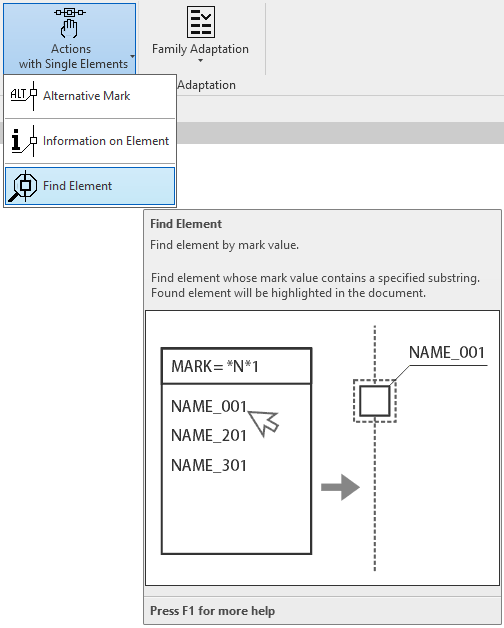 Actions
with Single Elements
Family Adaptation
Adaptation
ALT
Alternative Mark
i
Information on Element
Find Element
Find Element
Find element by mark value.
Find element whose mark value contains a specified substring.
Found element will be highlighted in the document.
MARK= *N*1
NAME_001
NAME_201
NAME_301
NAME_001
Press F1 for more help